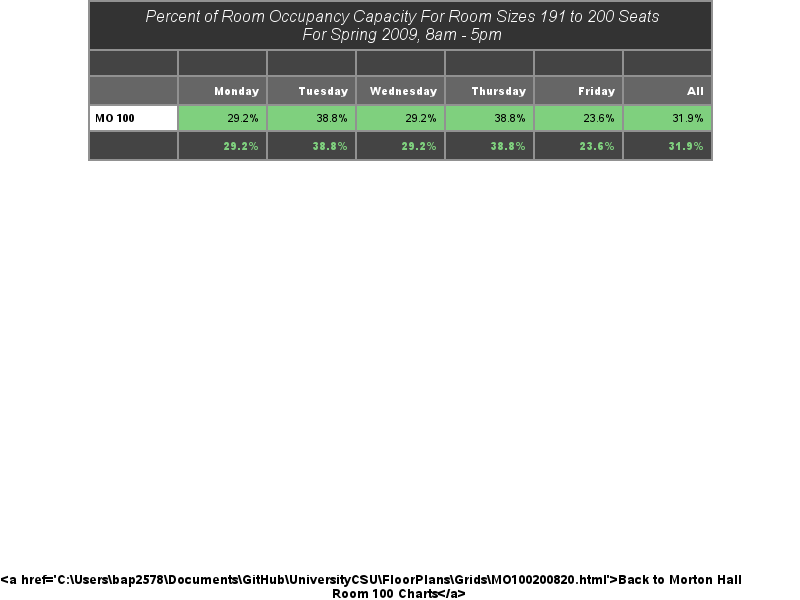 Percent of Room Occupancy Capacity For Room Sizes 191 to 200 Seats
For Spring 2009, 8am - 5pm
Monday Tuesday Wednesday Thursday Friday All
MO 100 29.2% 38.8% 29.2% 38.8% 23.6% 31.9%
29.2% 38.8% 29.2% 38.8% 23.6% 31.9%
<a href='C:\Users\bap2578\Documents\GitHub\UniversityCSU\FloorPlans\Grids\MO100200820.html'>Back to Morton Hall
Room 100 Charts</a>